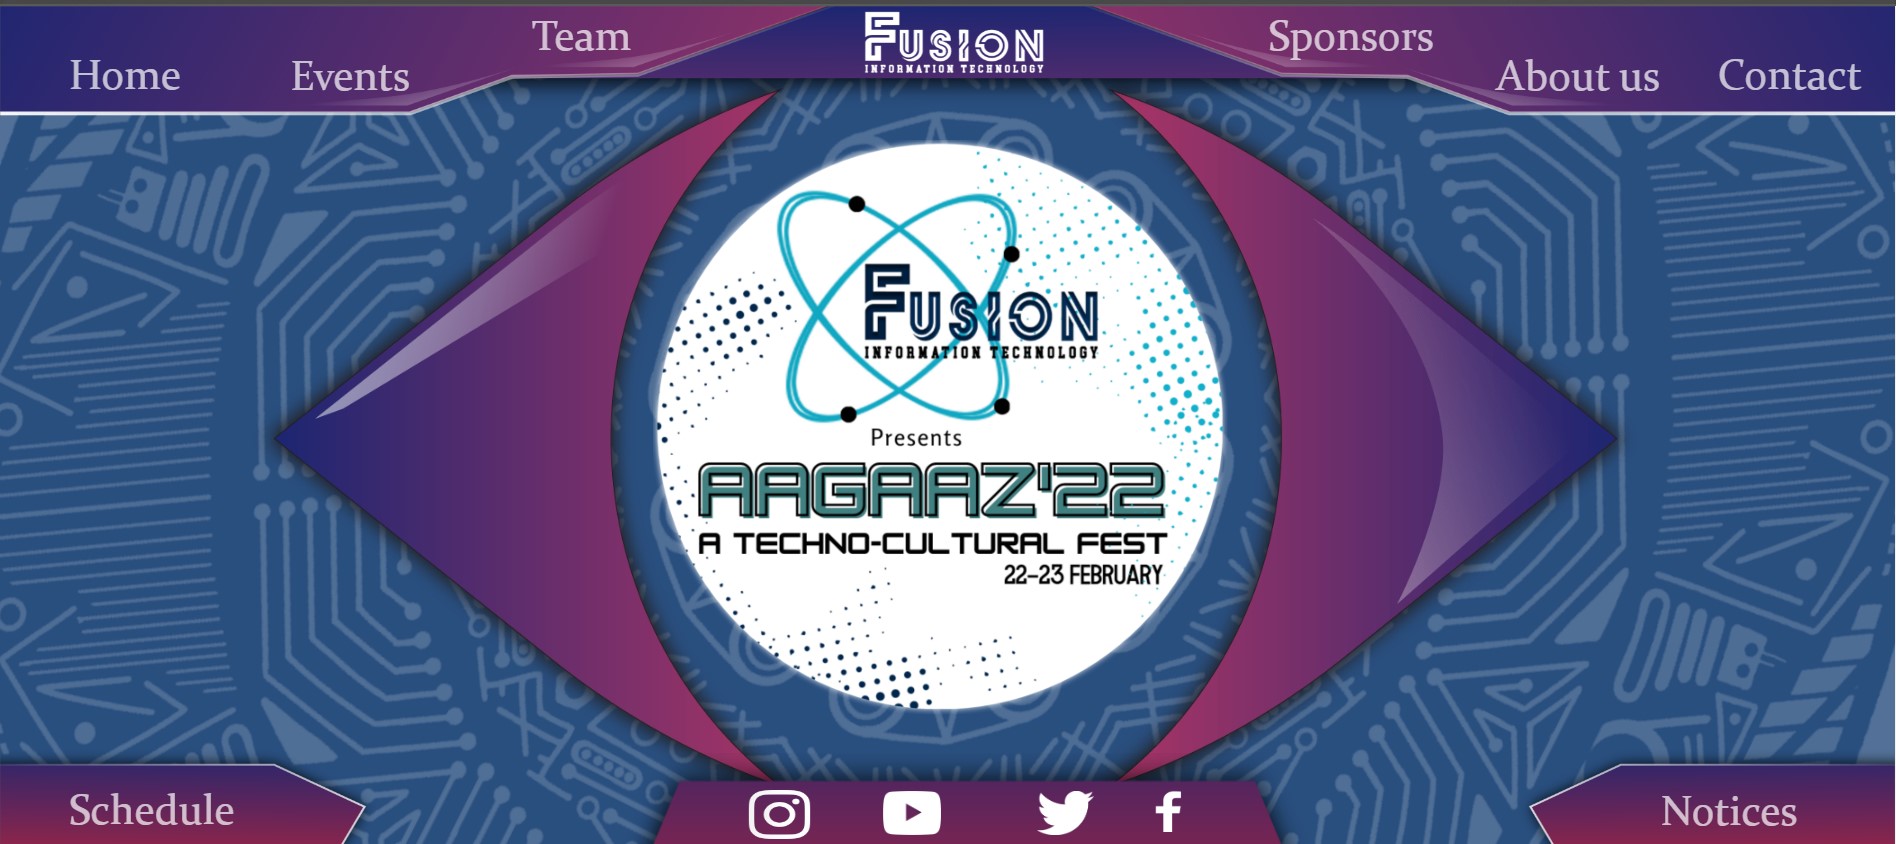 Home
Events
Team
FUSION
INFORMATION TECHNOLOGY
Sponsors
About us
Contact
FUSION
INFORMATION TECHNOLOGY
Presents
AAGAAZ'22
A TECHNO-CULTURAL FEST
22-23 FEBRUARY
Schedule
Notices